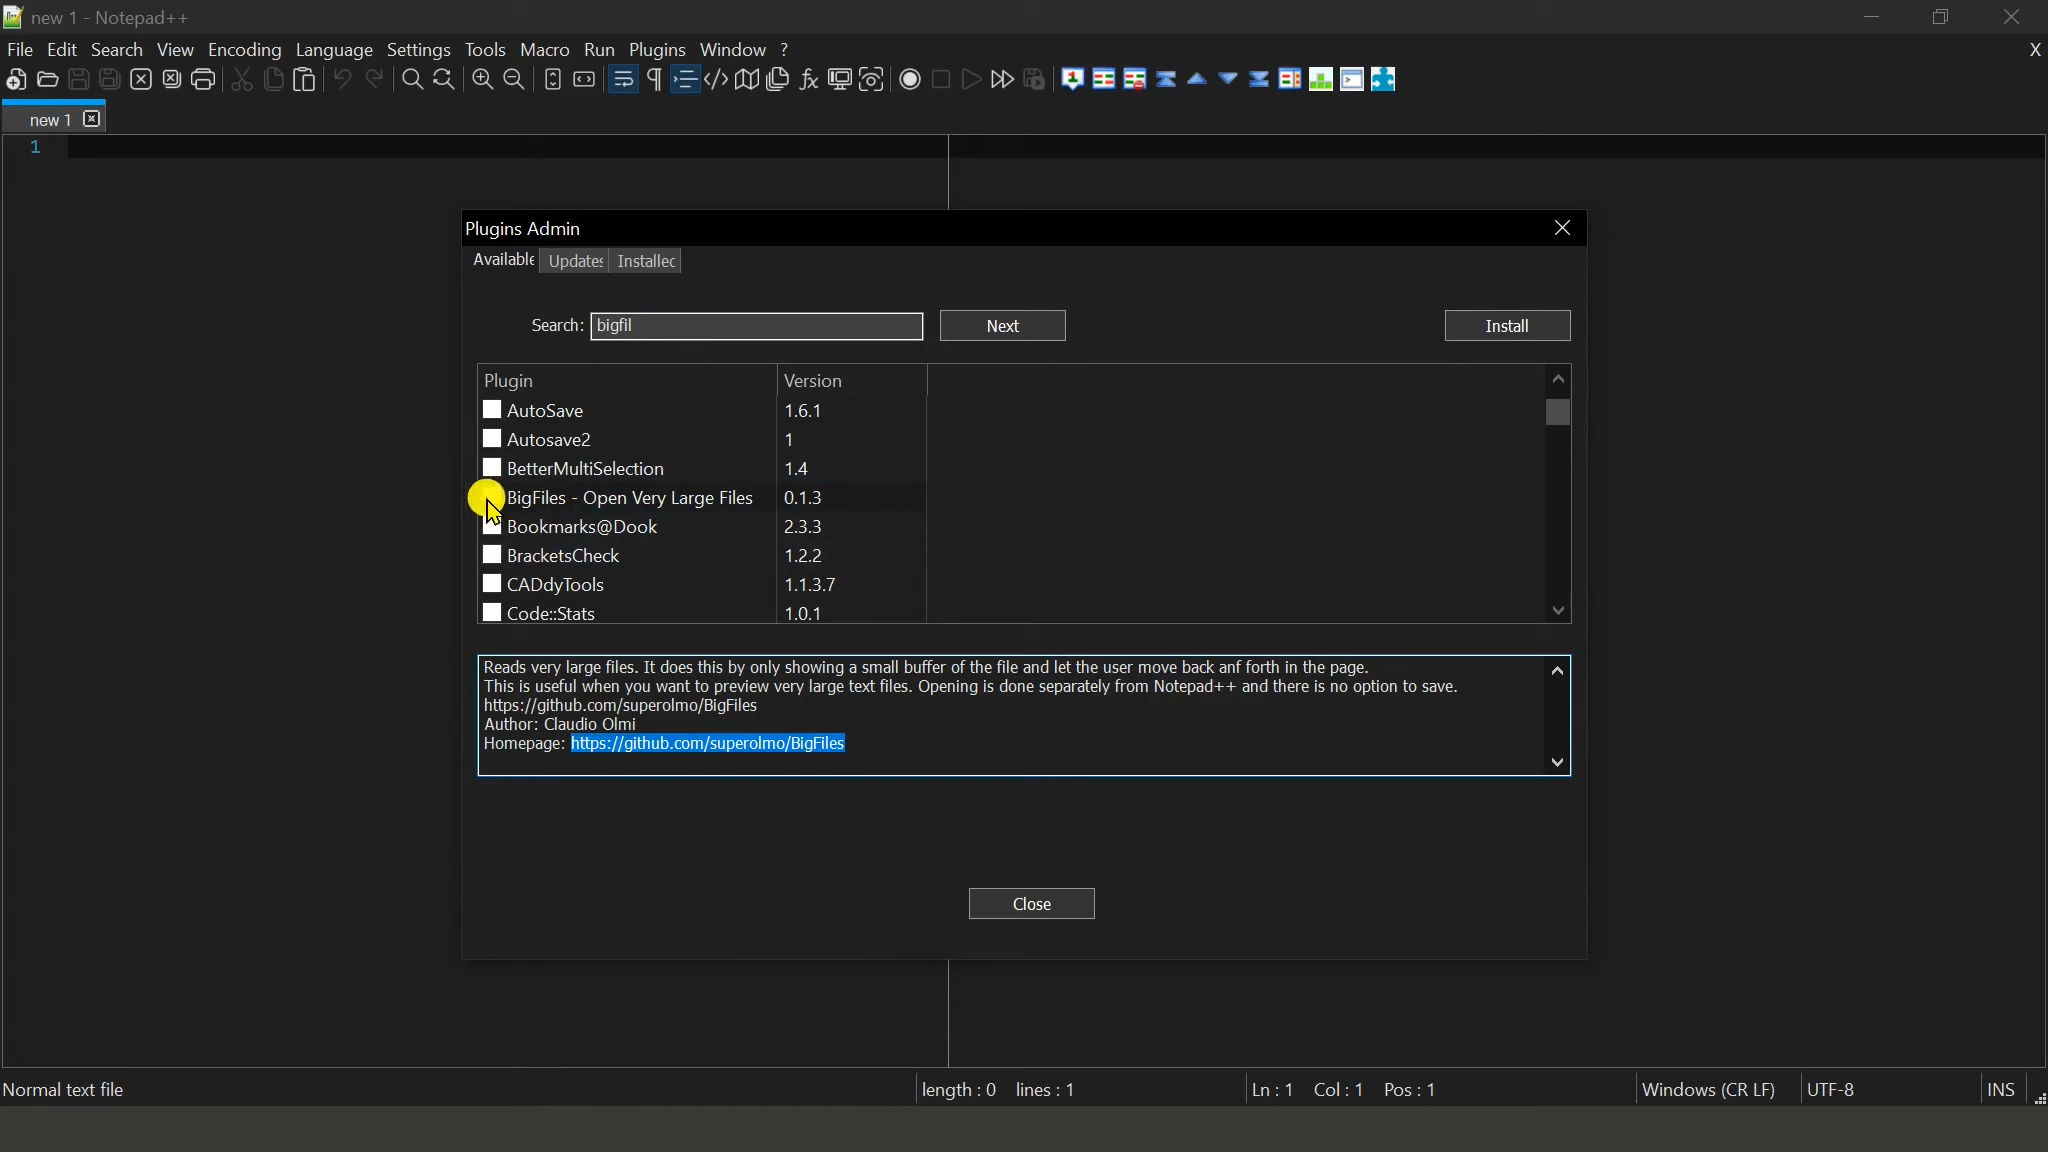 new 1 - Notepad++
File Edit Search View Encoding Language Settings Tools Macro Run Plugins Window ? X
new 1
1
Plugins Admin
Available Updates Installed
Search: bigfil Next Install
Plugin Version
AutoSave 1.6.1
Autosave2 1
BetterMultiSelection 1.4
BigFiles - Open Very Large Files 0.1.3
Bookmarks@Dook 2.3.3
BracketsCheck 1.2.2
CADdyTools 1.1.3.7
Code::Stats 1.0.1
Reads very large files. It does this by only showing a small buffer of the file and let the user move back anf forth in the page.
This is useful when you want to preview very large text files. Opening is done separately from Notepad++ and there is no option to save.
https://github.com/superolmo/BigFiles
Author: Claudio Olmi
Homepage: https://github.com/superolmo/BigFiles
Close
Normal text file length : 0 lines : 1 Ln : 1 Col : 1 Pos : 1 Windows (CR LF) UTF-8 INS